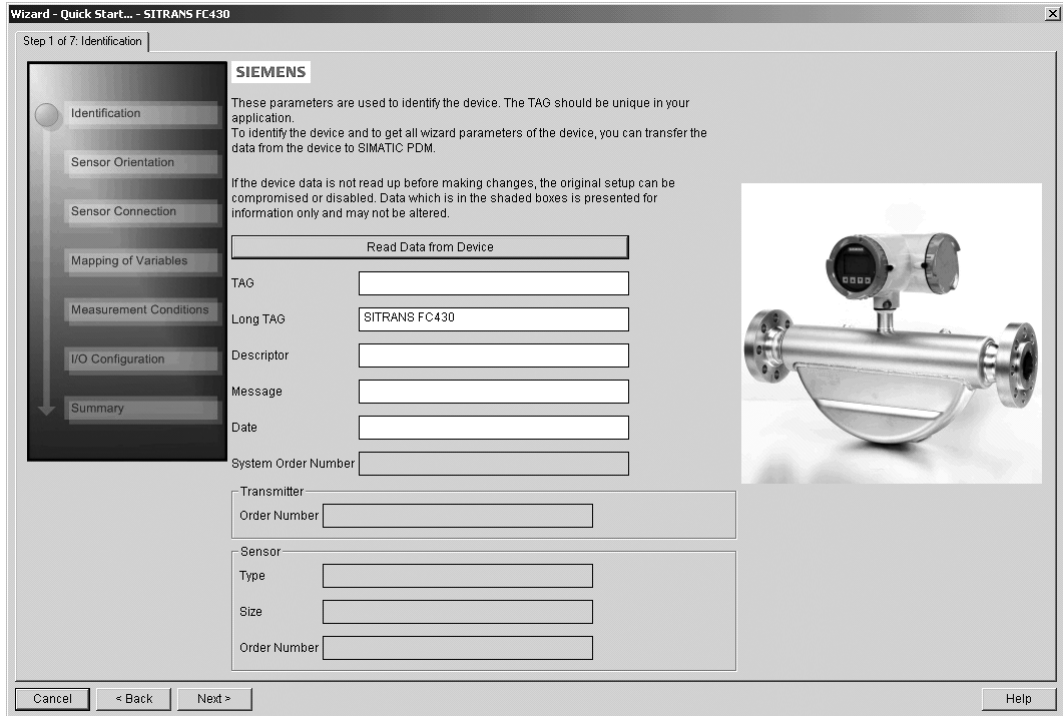 Wizard - Quick Start... - SITRANS FC430
Step 1 of 7: Identification
Identification
Sensor Orientation
Sensor Connection
Mapping of Variables
Measurement Conditions
I/O Configuration
Summary
SIEMENS
These parameters are used to identify the device. The TAG should be unique in your
application.
To identify the device and to get all wizard parameters of the device, you can transfer the
data from the device to SIMATIC PDM.
If the device data is not read up before making changes, the original setup can be
compromised or disabled. Data which is in the shaded boxes is presented for
information only and may not be altered.
Read Data from Device
TAG
Long TAG SITRANS FC430
Descriptor
Message
Date
System Order Number
Transmitter
Order Number
Sensor
Type
Size
Order Number
Cancel < Back Next > Help